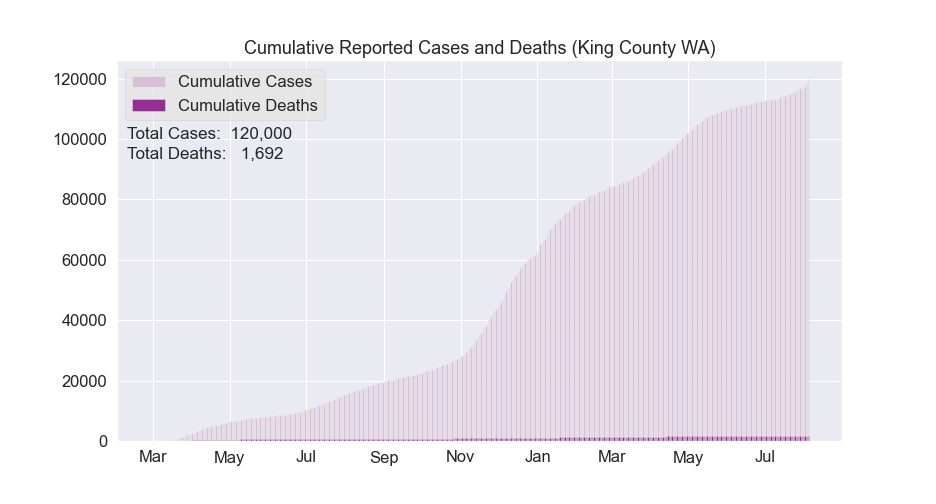 Cumulative Reported Cases and Deaths (King County WA)
Cumulative Cases
Cumulative Deaths
Total Cases:  120,000
Total Deaths:   1,692
120000
100000
80000
60000
40000
20000
0
Mar May Jul Sep Nov Jan Mar May Jul